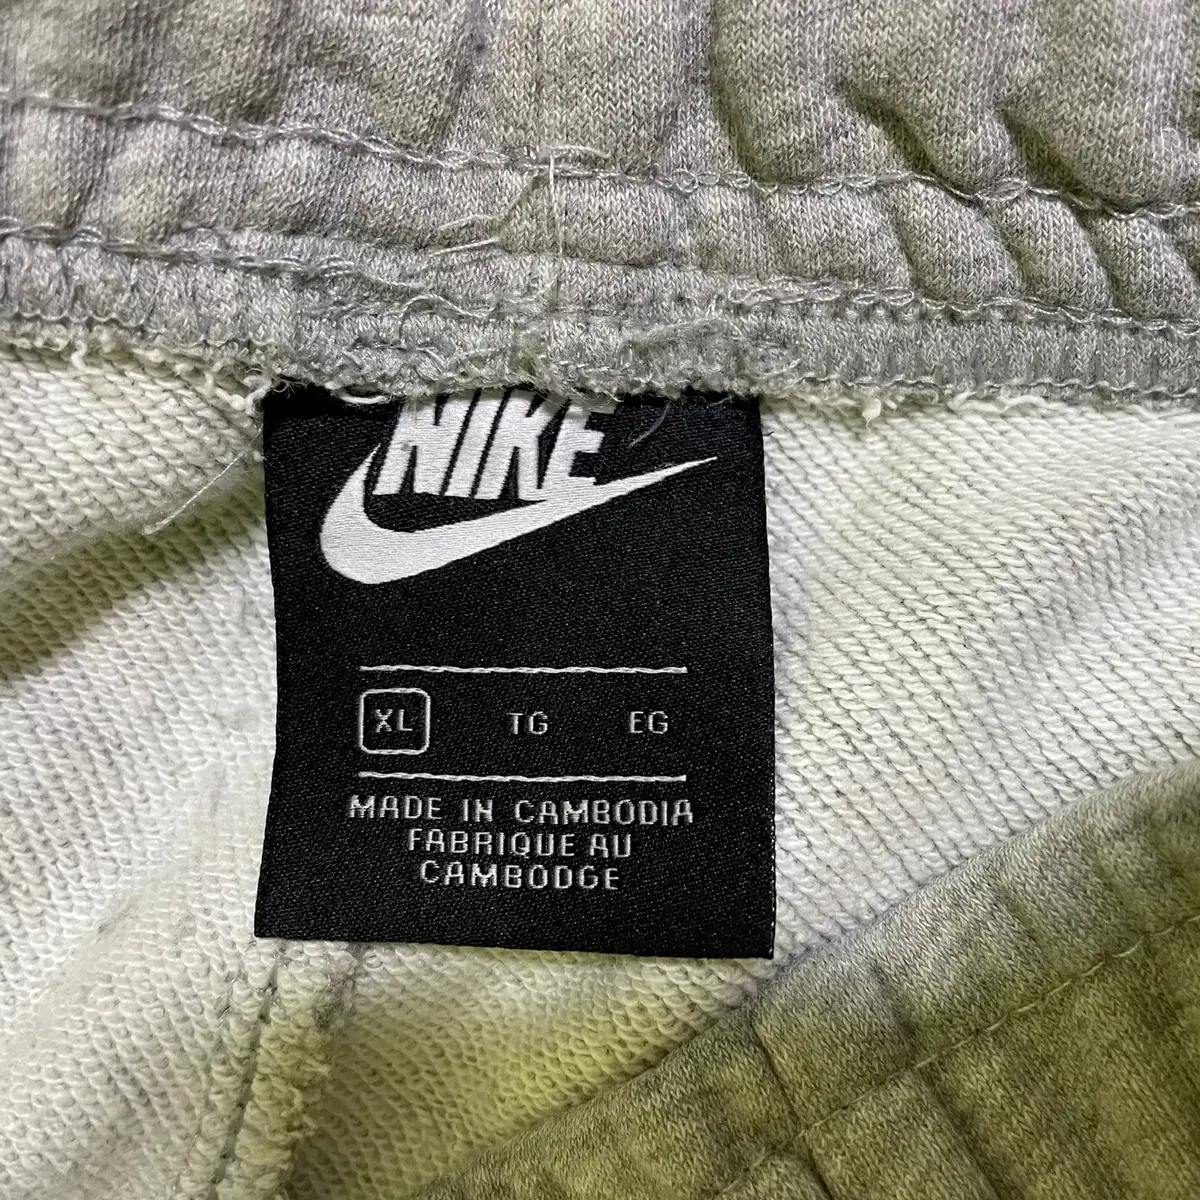 NIKE
XL TG EG
MADE IN CAMBODIA
FABRIQUE AU
CAMBODGE